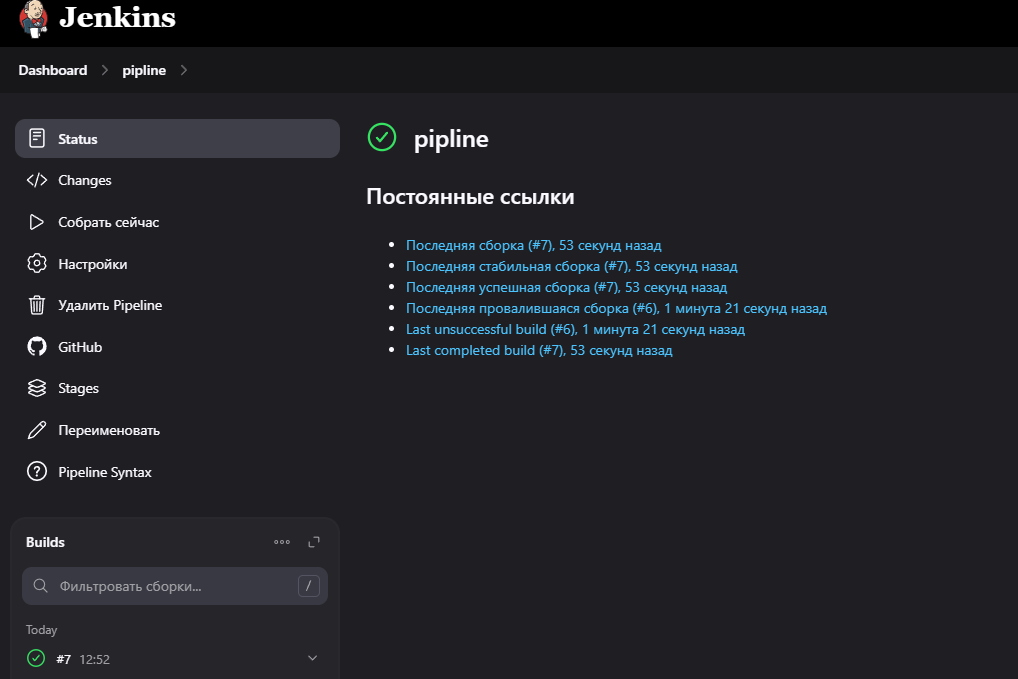 Jenkins
Dashboard
pipline
Status
Changes
Собрать сейчас
Настройки
Удалить Pipeline
GitHub
Stages
Переименовать
Pipeline Syntax
Builds
Фильтровать сборки... /
Today
#7 12:52
pipline
Постоянные ссылки
Последняя сборка (#7), 53 секунд назад
Последняя стабильная сборка (#7), 53 секунд назад
Последняя успешная сборка (#7), 53 секунд назад
Последняя провалившаяся сборка (#6), 1 минута 21 секунд назад
Last unsuccessful build (#6), 1 минута 21 секунд назад
Last completed build (#7), 53 секунд назад